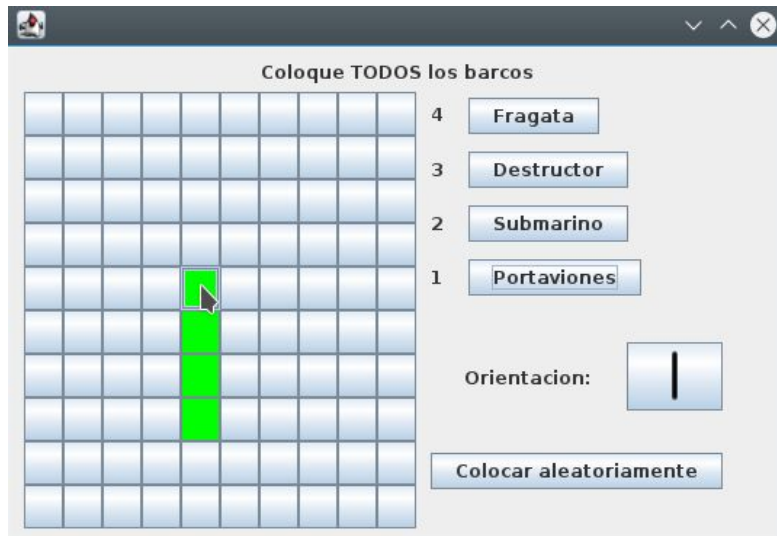 Coloque TODOS los barcos
4 Fragata
3 Destructor
2 Submarino
1 Portaviones
Orientacion:
Colocar aleatoriamente